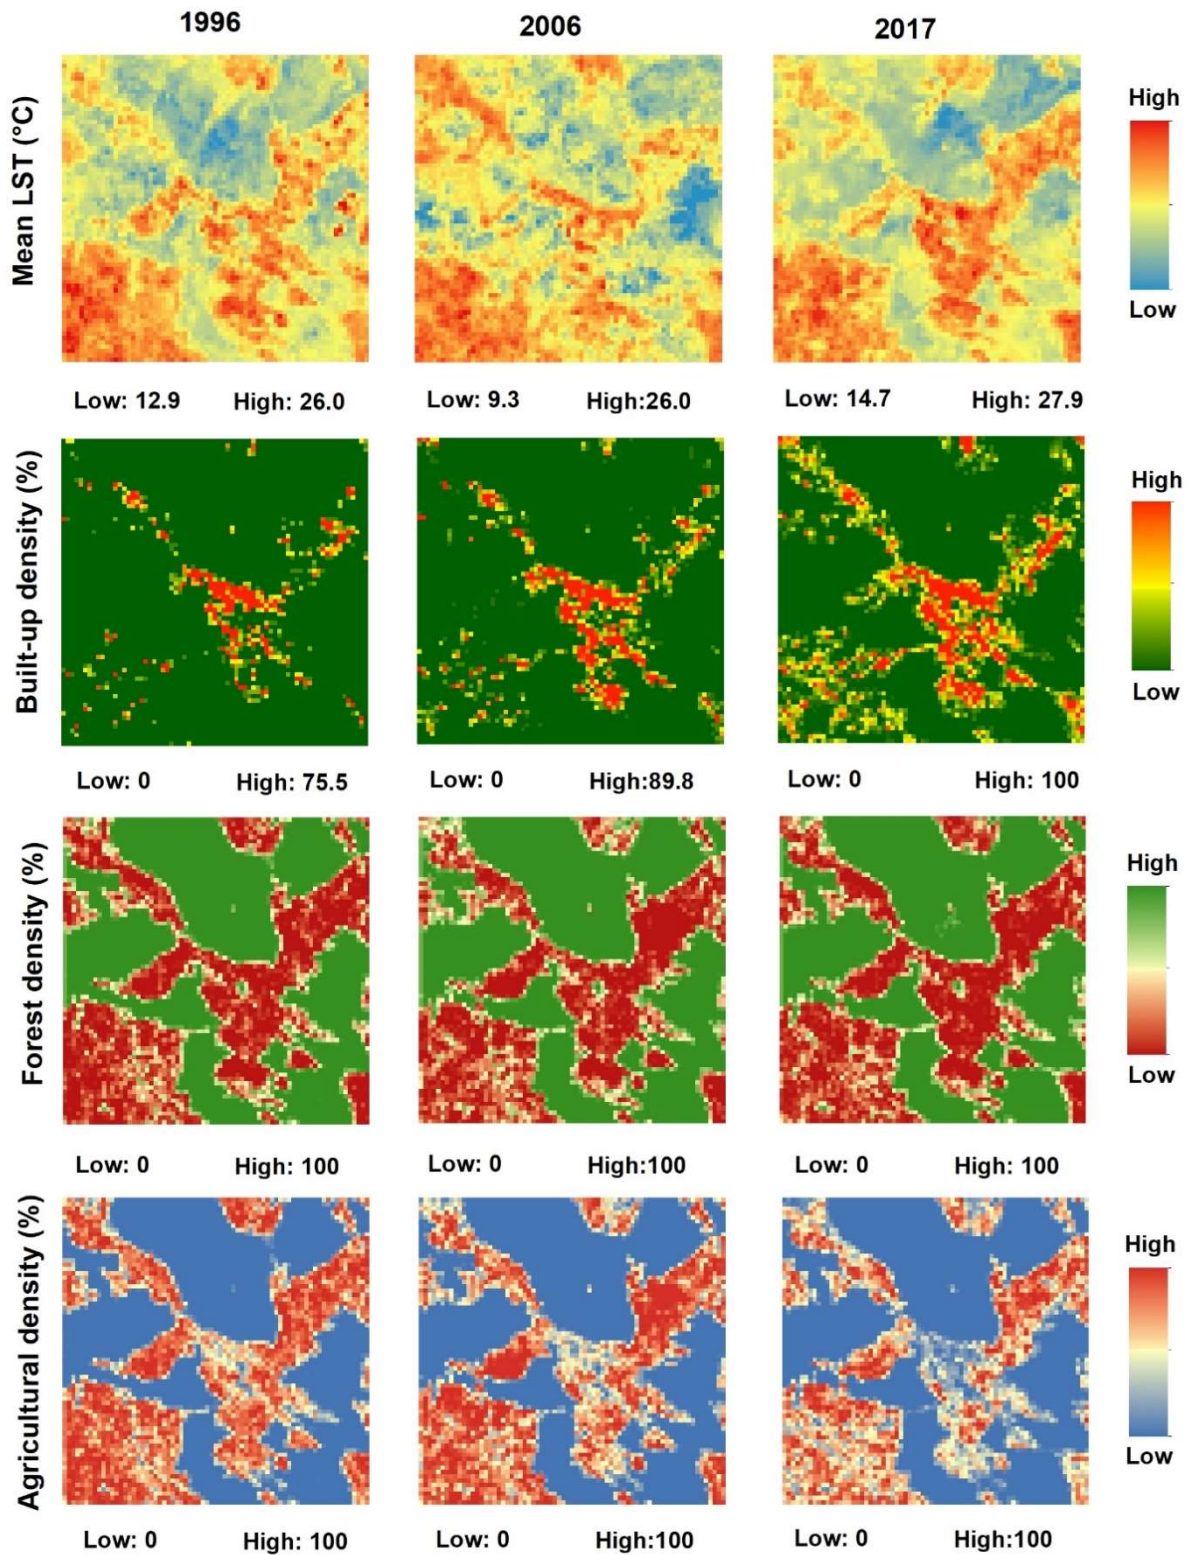 1996 2006 2017
Mean LST (°C)
High
Low
Low: 12.9 High: 26.0 Low: 9.3 High:26.0 Low: 14.7 High: 27.9
Built-up density (%)
High
Low
Low: 0 High: 75.5 Low: 0 High:89.8 Low: 0 High: 100
Forest density (%)
High
Low
Low: 0 High: 100 Low: 0 High:100 Low: 0 High: 100
Agricultural density (%)
High
Low
Low: 0 High: 100 Low: 0 High:100 Low: 0 High:100